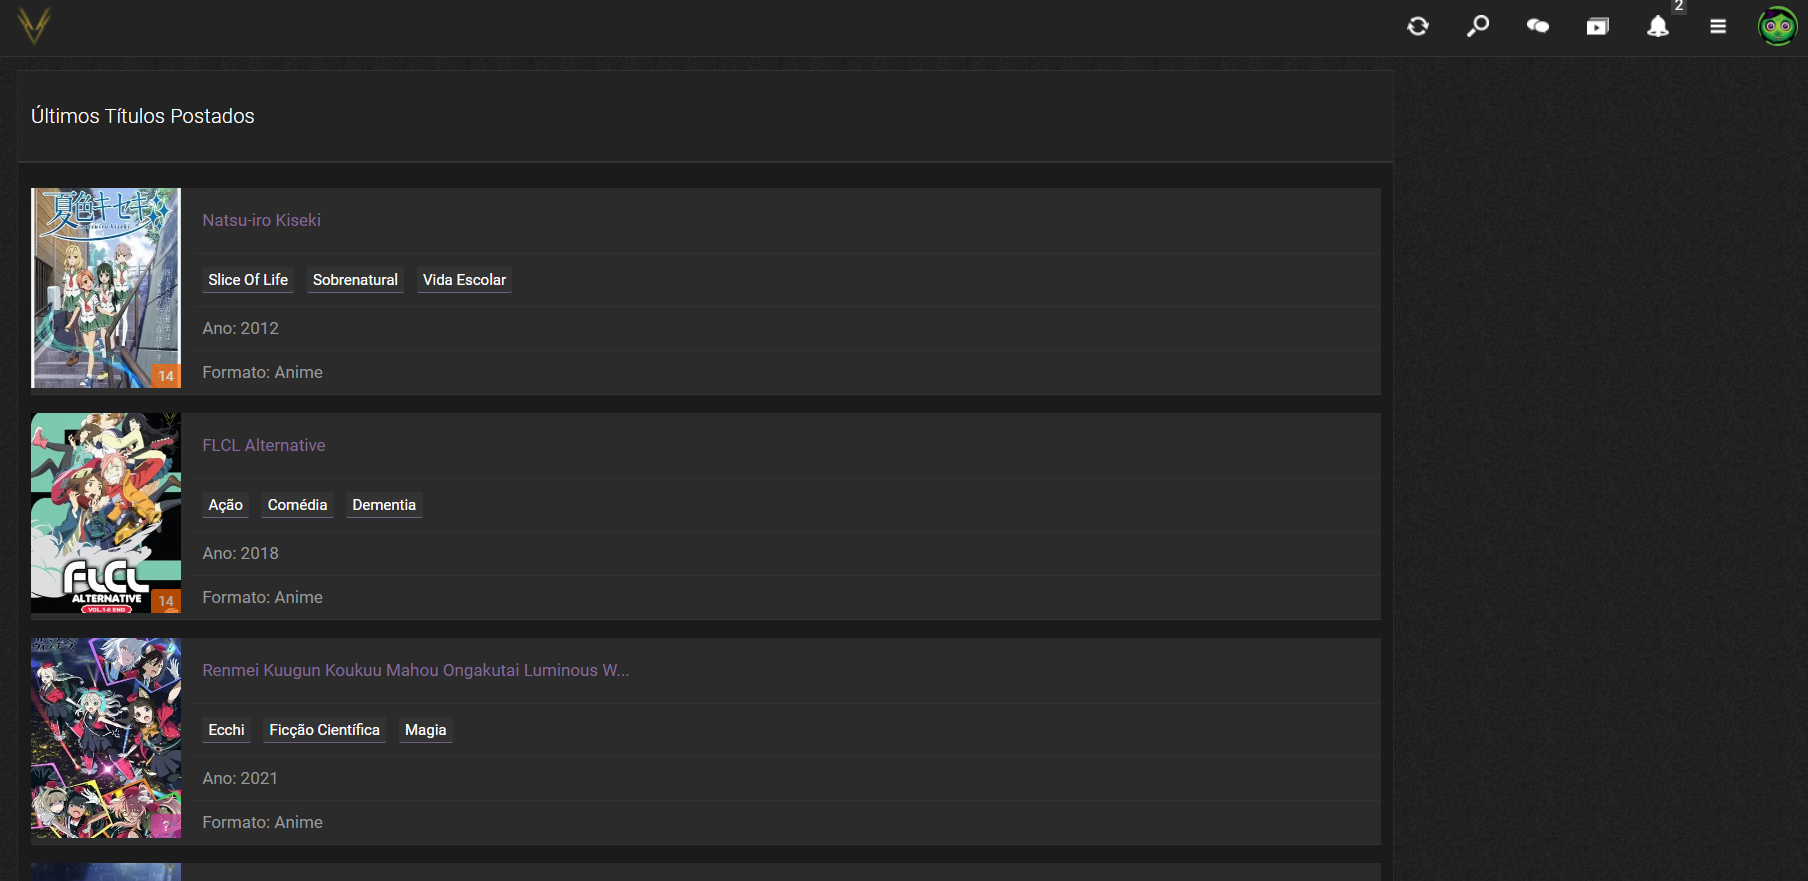 2
Últimos Títulos Postados
夏色キセキ
natsuiro kiseki
14
Natsu-iro Kiseki
Slice Of Life Sobrenatural Vida Escolar
Ano: 2012
Formato: Anime
FLCL
ALTERNATIVE
VOL.1-6 END
14
FLCL Alternative
Ação Comédia Dementia
Ano: 2018
Formato: Anime
?
Renmei Kuugun Koukuu Mahou Ongakutai Luminous W...
Ecchi Ficção Científica Magia
Ano: 2021
Formato: Anime